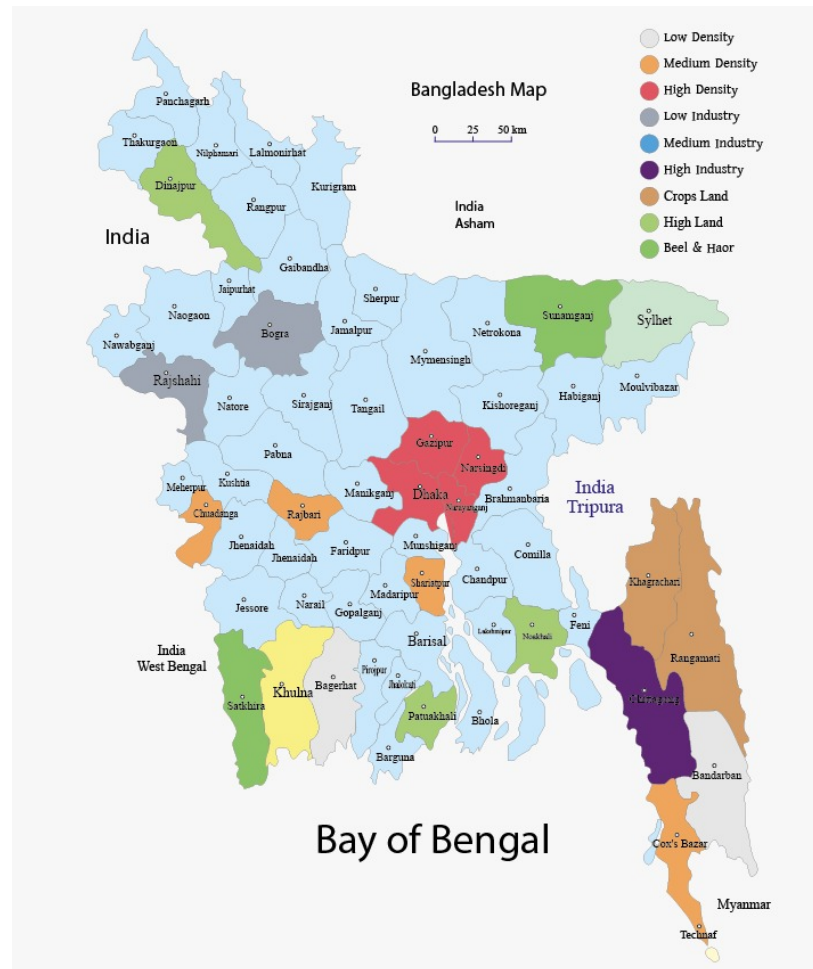 Low Density
Medium Density
High Density
Low Industry
Medium Industry
High Industry
Crops Land
High Land
Beel & Haor
Bangladesh Map
0 25 50 km
India
Asham
India
Panchagarh
Thakurgaon
Nilphamari
Lalmonirhat
Dinajpur
Kurigram
Rangpur
Gaibandha
Jaipurhat
Sherpur
Naogaon
Bogra
Jamalpur
Netrokona
Sunamganj
Sylhet
Nawabganj
Mymensingh
Rajshahi
Moulvibazar
Habiganj
Natore
Sirajganj
Tangail
Kishoreganj
Gazipur
Pabna
Narsingdi
Meherpur
Kushtia
Manikganj
Dhaka
Brahmanbaria
Narayanganj
India
Tripura
Chuadanga
Rajbari
Jhenaidah
Jhenaidah
Faridpur
Munshiganj
Comilla
Khagrachari
Shariatpur
Chandpur
Madaripur
Jessore
Narail
Gopalganj
Lakshmipur
Noakhali
Feni
Barisal
India
West Bengal
Rangamati
Pirojpur
Jhalokati
Khulna
Bagerhat
Satkhira
Patuakhali
Bhola
Chittagong
Barguna
Bandarban
Bay of Bengal
Cox's Bazar
Myanmar
Technaf